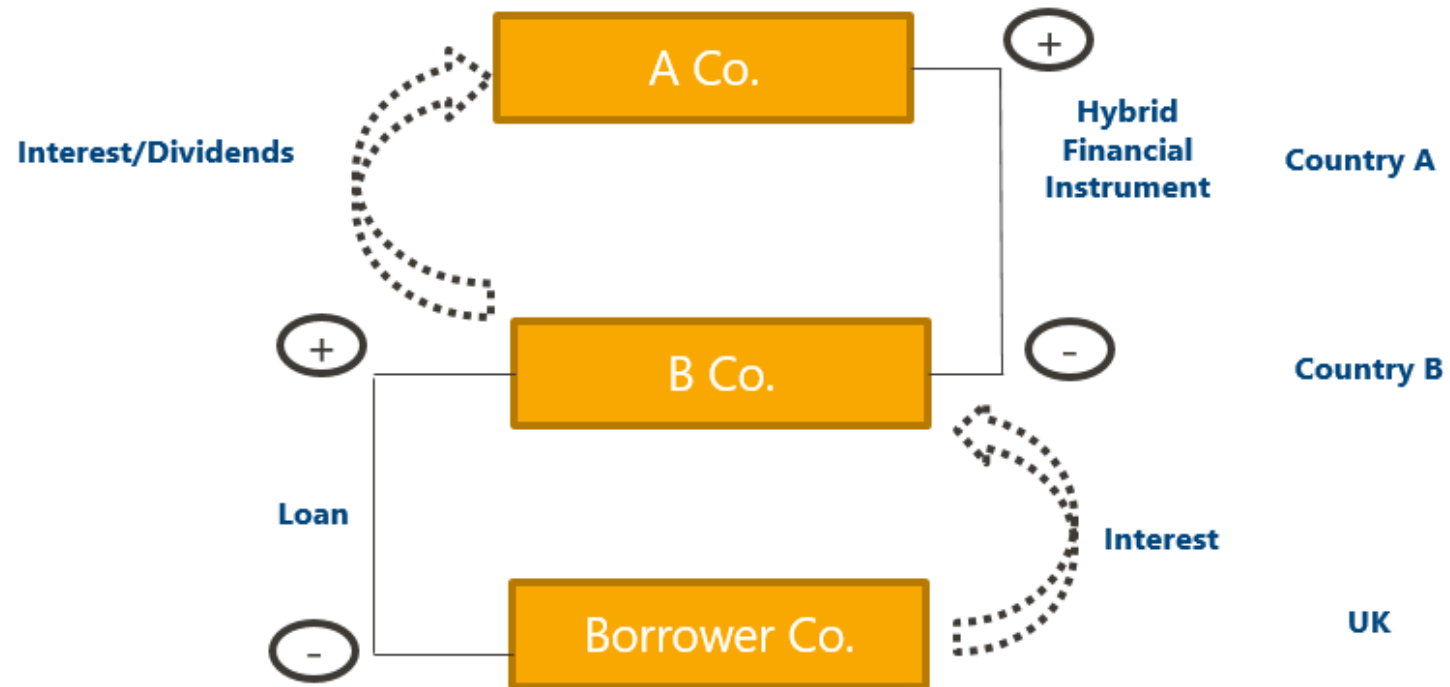 A Co.
+
Hybrid
Financial
Instrument
Interest/Dividends
Country A
+
B Co.
-
Country B
Loan
Interest
Borrower Co.
-
UK